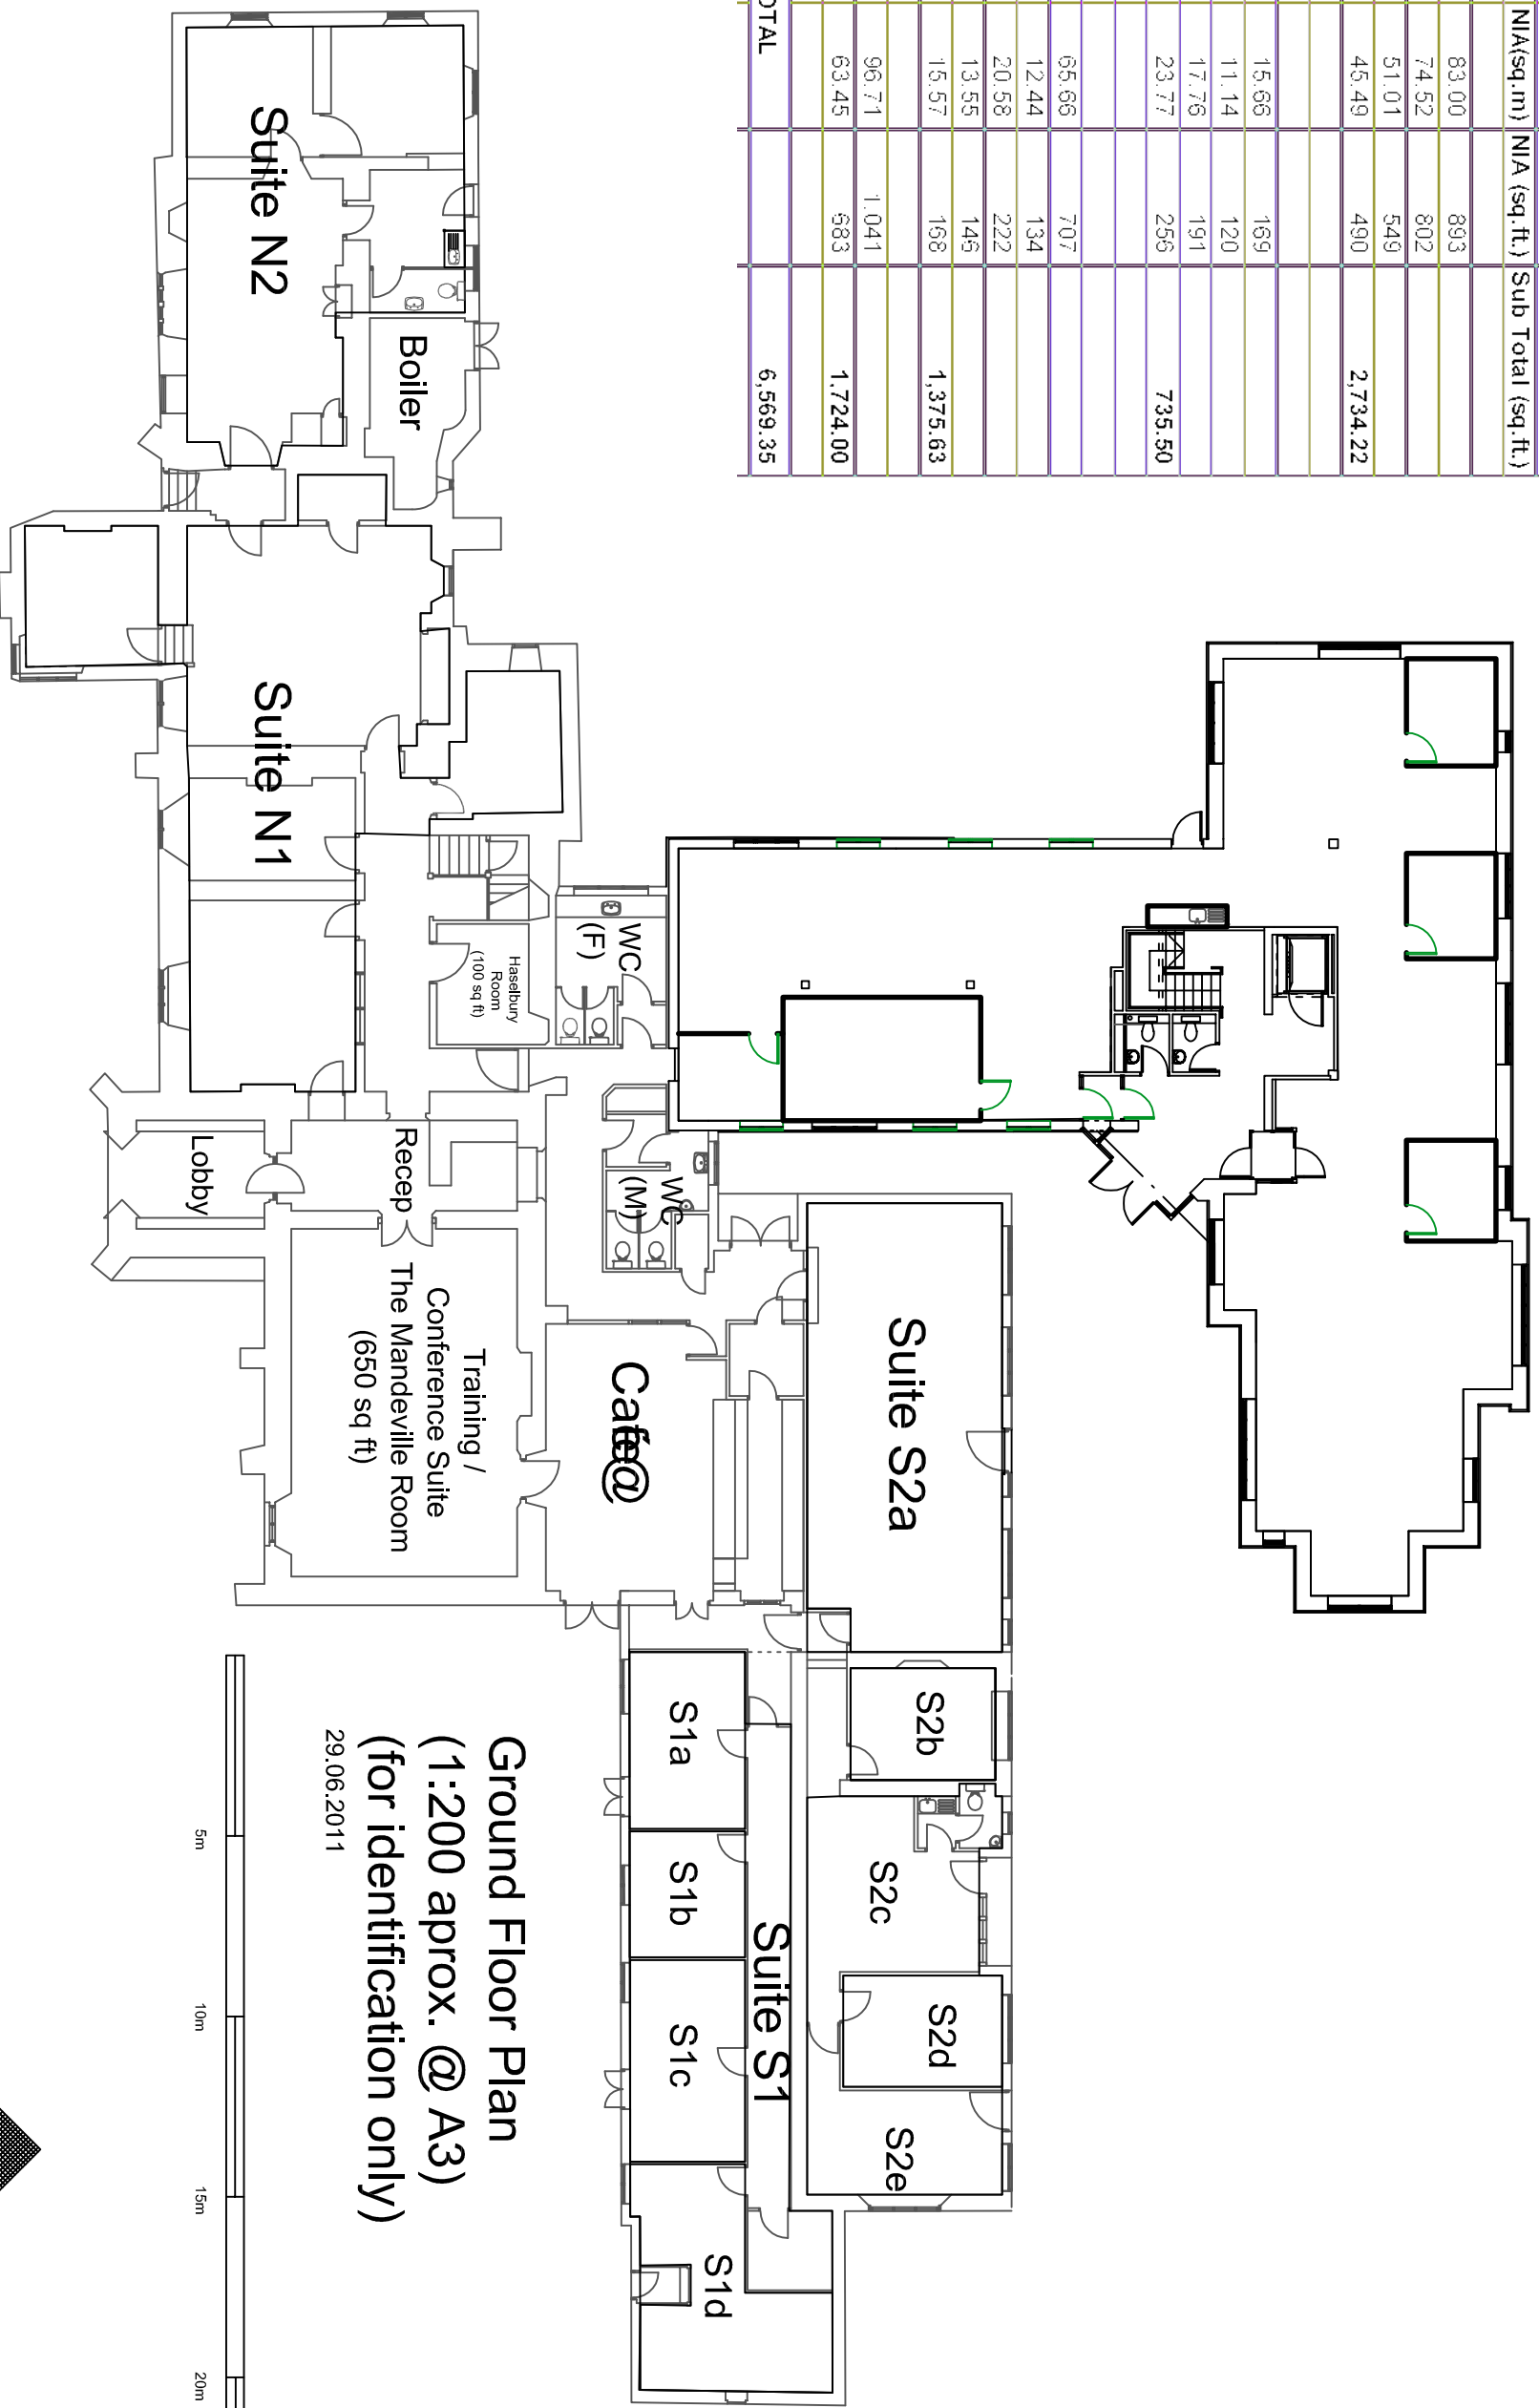 NIA(sq.m) NIA (sq.ft.) Sub Total (sq.ft.)
83.00 893
74.52 802
51.01 549
45.49 490 2,734.22
15.66 169
11.14 120
17.76 191
23.77 256 735.50
65.66 707
12.44 134
20.58 222
13.55 146
15.57 168 1,375.63
96.71 1,041
63.45 683 1,724.00
OTAL 6,569.35
Suite N2
Boiler
Suite N1
WC
(F)
Haselbury
Room
(100 sq ft)
WC
(M)
Lobby
Recep
Training /
Conference Suite
The Mandeville Room
(650 sq ft)
Suite S2a
S2b
S2c
S2d
S2e
Suite S1
S1a
S1b
S1c
S1d
Ground Floor Plan
(1:200 aprox. @ A3)
(for identification only)
29.06.2011
5m
10m
15m
20m